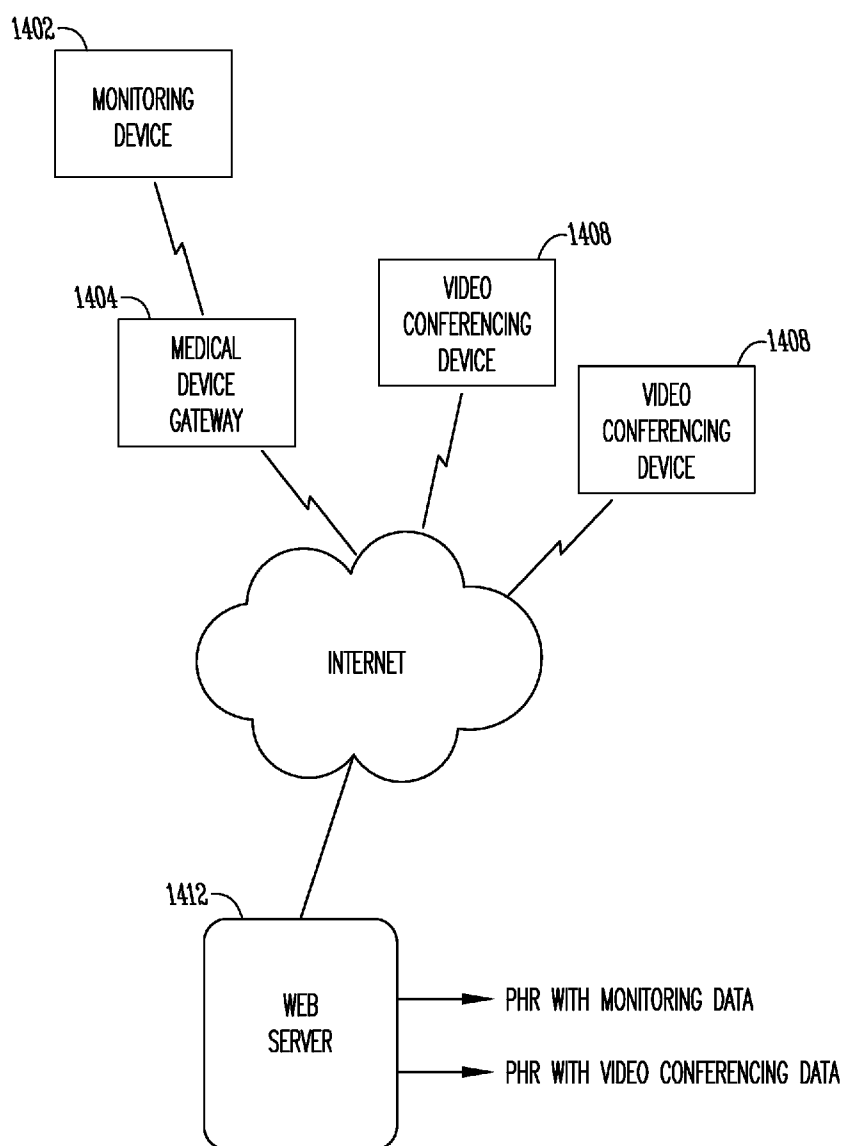 1402
MONITORING
DEVICE
1404
MEDICAL
DEVICE
GATEWAY
1408
VIDEO
CONFERENCING
DEVICE
1408
VIDEO
CONFERENCING
DEVICE
INTERNET
1412
WEB
SERVER
PHR WITH MONITORING DATA
PHR WITH VIDEO CONFERENCING DATA